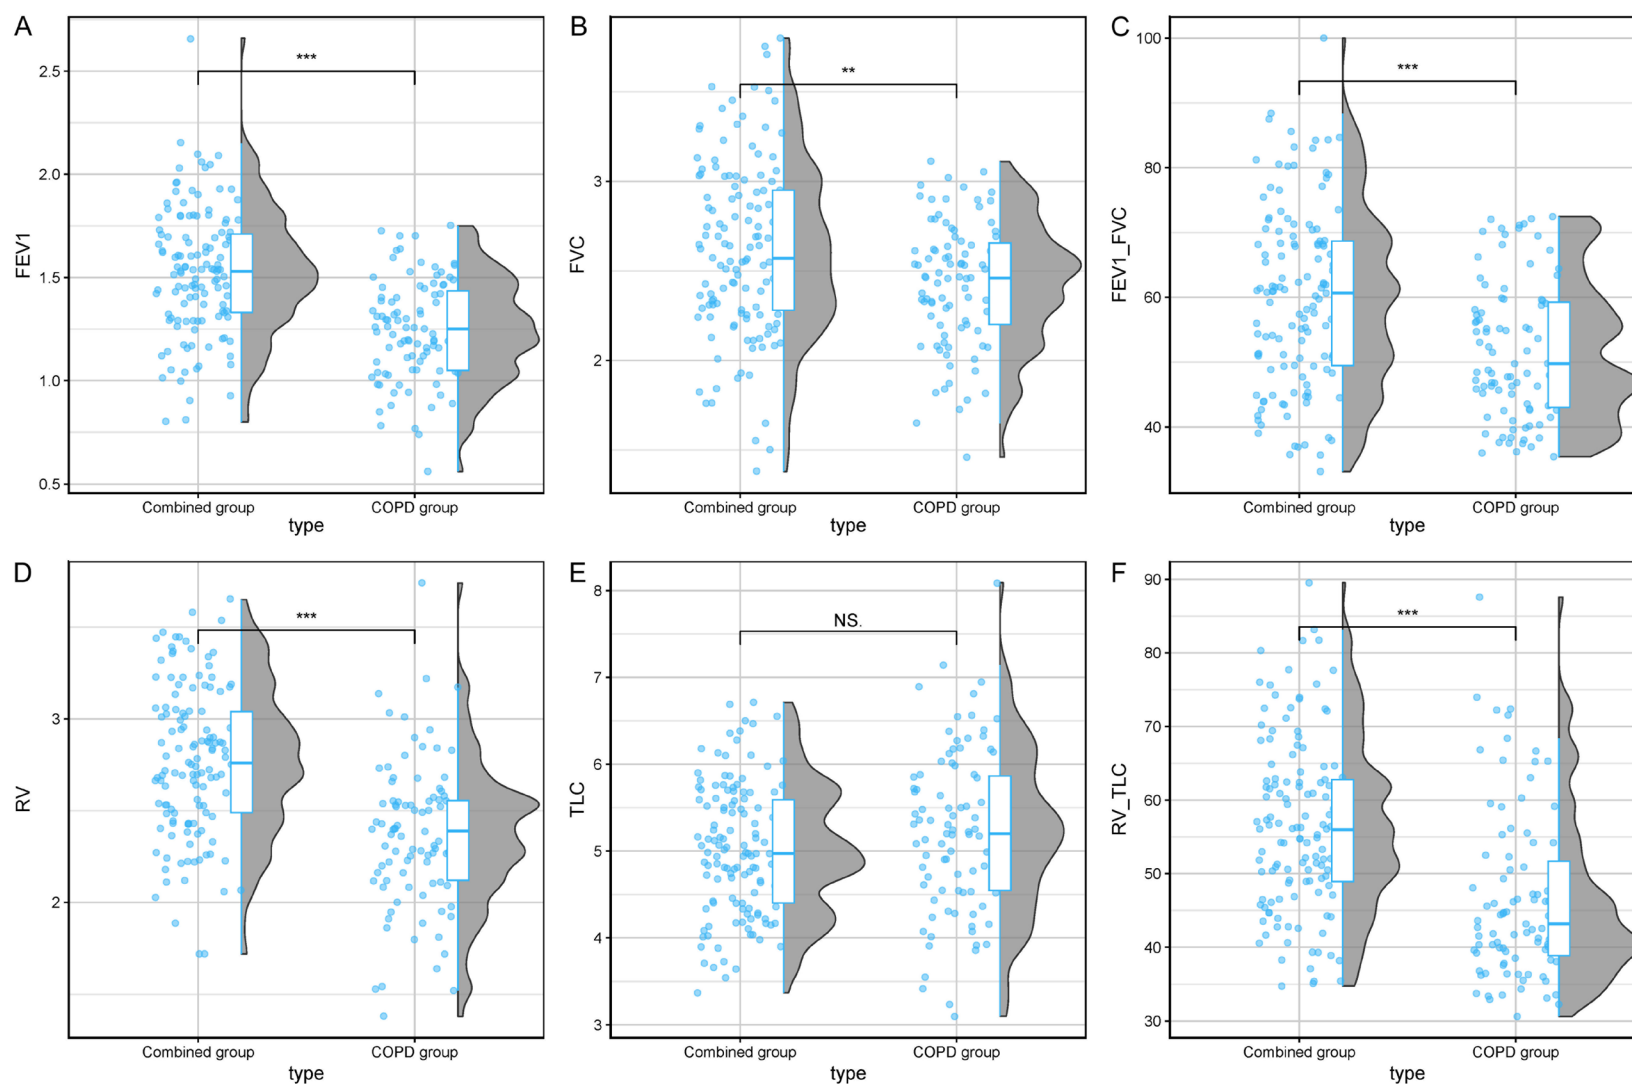 A
FEV1
2.5
2.0
1.5
1.0
0.5
***
Combined group
COPD group
type
B
FVC
3
2
**
Combined group
COPD group
type
C
FEV1_FVC
100
80
60
40
***
Combined group
COPD group
type
D
RV
3
2
***
Combined group
COPD group
type
E
TLC
8
7
6
5
4
3
NS.
Combined group
COPD group
type
F
RV_TLC
90
80
70
60
50
40
30
***
Combined group
COPD group
type